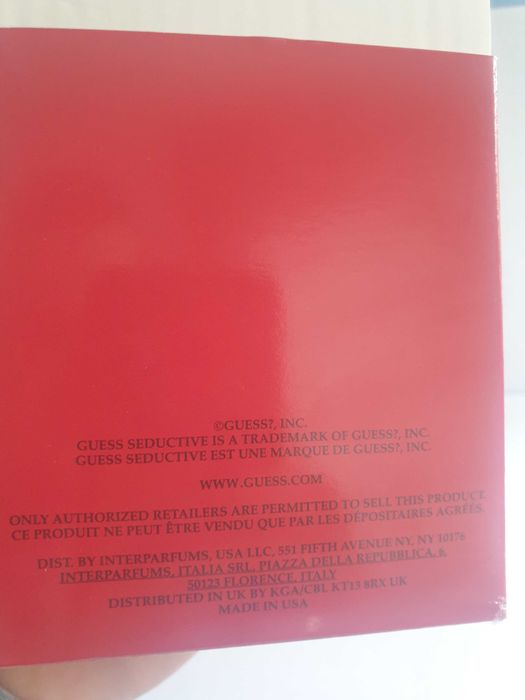 ©GUESS?, INC.
GUESS SEDUCTIVE IS A TRADEMARK OF GUESS?, INC.
GUESS SEDUCTIVE EST UNE MARQUE DE GUESS?, INC.
WWW.GUESS.COM
ONLY AUTHORIZED RETAILERS ARE PERMITTED TO SELL THIS PRODUCT.
CE PRODUIT NE PEUT ÊTRE VENDU QUE PAR LES DÉPOSITAIRES AGRÉÉS.
DIST. BY INTERPARFUMS, USA LLC, 551 FIFTH AVENUE NY, NY 10176
INTERPARFUMS, ITALIA SRL, PIAZZA DELLA REPUBBLICA, 6,
50123 FLORENCE, ITALY
DISTRIBUTED IN UK BY KGA/CBL KT13 8RX UK
MADE IN USA